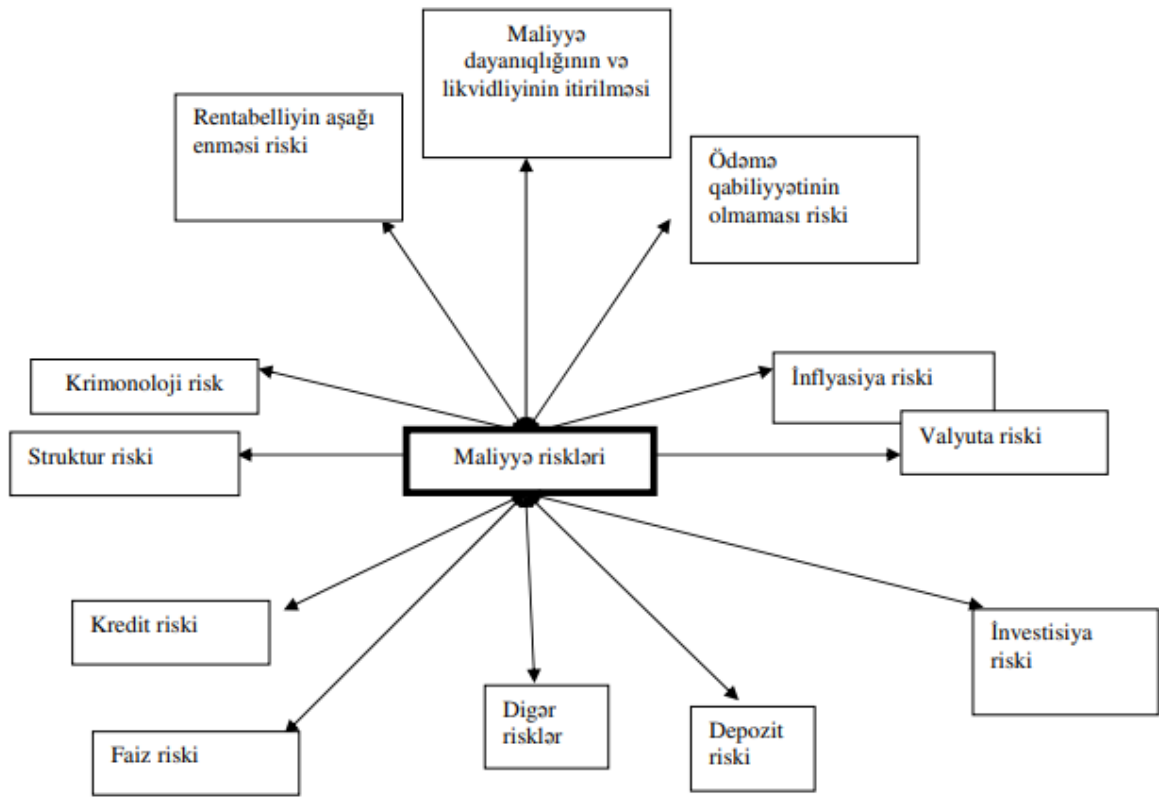 Maliyyə
dayanıqlığının və
likvidliyinin itirilməsi
Rentabelliyin aşağı
enməsi riski
Ödəmə
qabiliyyətinin
olmaması riski
Krimonoloji risk
İnflyasiya riski
Struktur riski
Maliyyə riskləri
Valyuta riski
Kredit riski
İnvestisiya
riski
Faiz riski
Digər
risklər
Depozit
riski